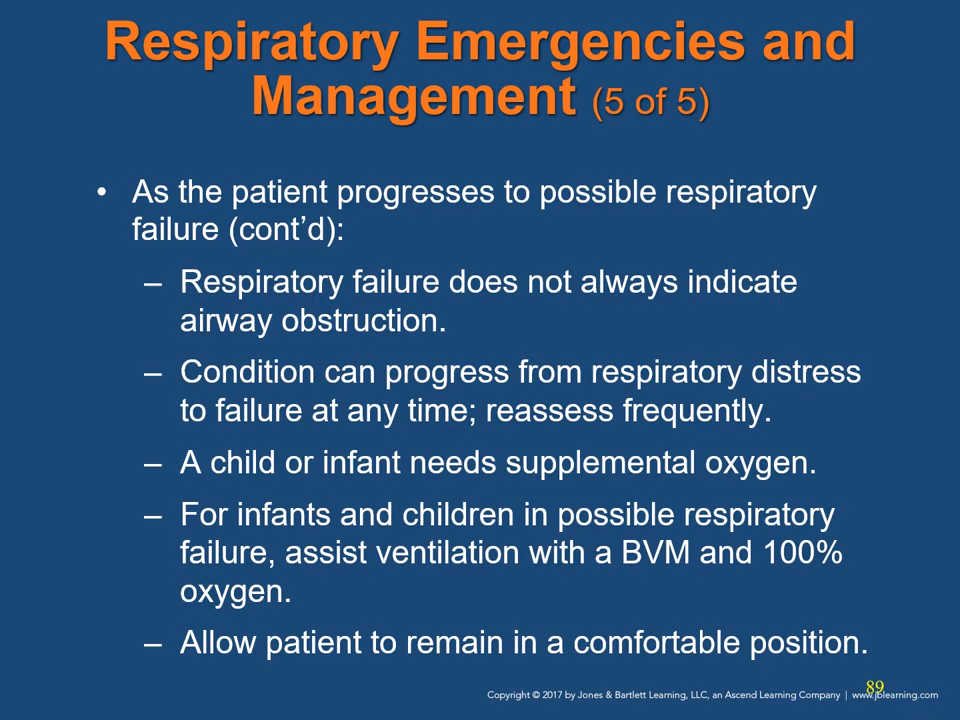 Respiratory Emergencies and
Management (5 of 5)
• As the patient progresses to possible respiratory
failure (cont’d):
– Respiratory failure does not always indicate
airway obstruction.
– Condition can progress from respiratory distress
to failure at any time; reassess frequently.
– A child or infant needs supplemental oxygen.
– For infants and children in possible respiratory
failure, assist ventilation with a BVM and 100%
oxygen.
– Allow patient to remain in a comfortable position.
89
Copyright © 2017 by Jones & Bartlett Learning, LLC, an Ascend Learning Company | www.jblearning.com